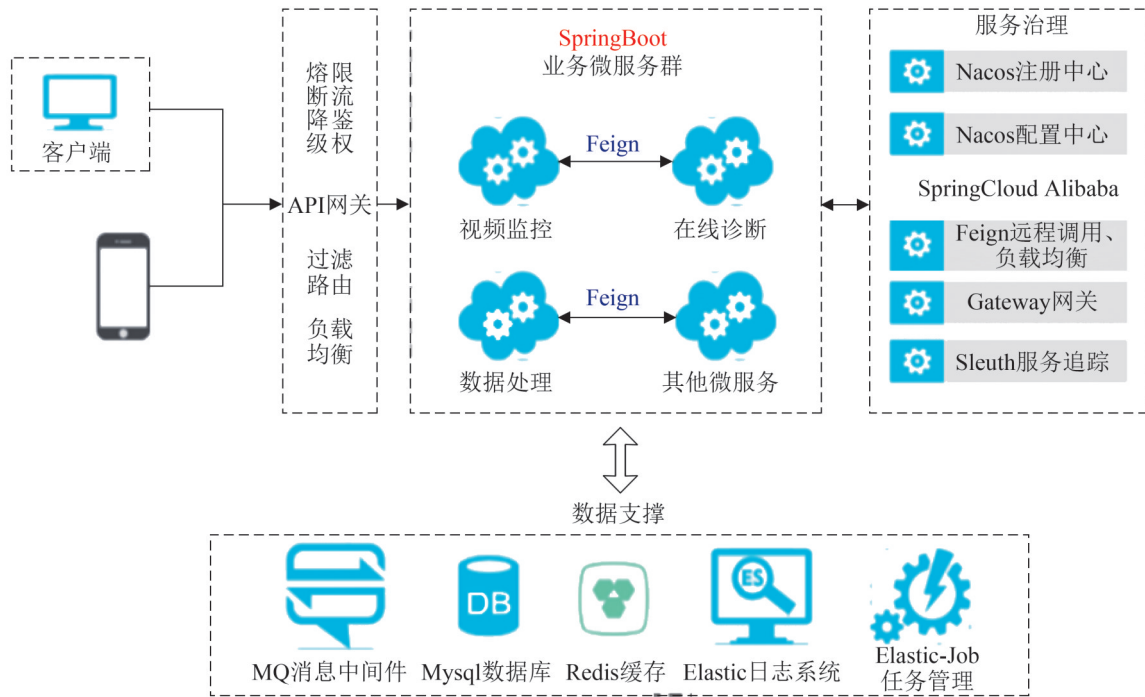 客户端
熔限
断流
降鉴
级权
API网关
过滤
路由
负载
均衡
SpringBoot
业务微服务群
Feign
视频监控
在线诊断
Feign
数据处理
其他微服务
服务治理
Nacos注册中心
Nacos配置中心
SpringCloud Alibaba
Feign远程调用、
负载均衡
Gateway网关
Sleuth服务追踪
数据支撑
MQ消息中间件
DB
Mysql数据库
Redis缓存
ES
Elastic日志系统
Elastic-Job
任务管理